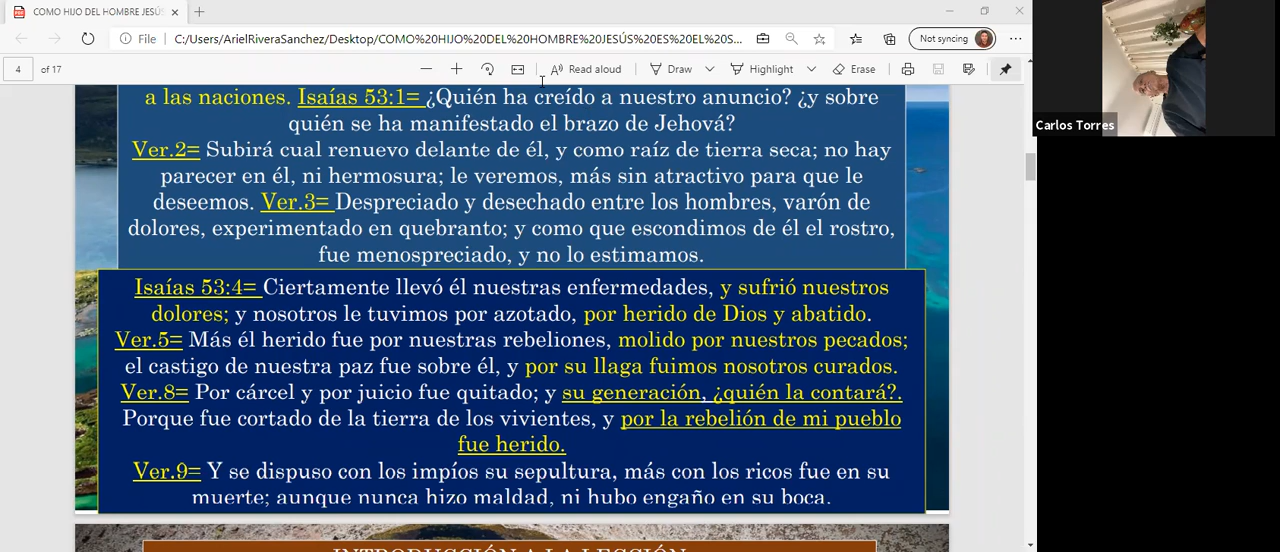 COMO HIJO DEL HOMBRE JESÚS
File
C:/Users/ArielRiveraSanchez/Desktop/COMO%20HIJO%20DEL%20HOMBRE%20JESÚS%20ES%20EL%20S...
Not syncing
4 of 17
Read aloud
Draw
Highlight
Erase
a las naciones. Isaías 53:1= ¿Quién ha creído a nuestro anuncio? ¿y sobre
quién se ha manifestado el brazo de Jehová?
Ver.2= Subirá cual renuevo delante de él, y como raíz de tierra seca; no hay
parecer en él, ni hermosura; le veremos, más sin atractivo para que le
deseemos. Ver.3= Despreciado y desechado entre los hombres, varón de
dolores, experimentado en quebranto; y como que escondimos de él el rostro,
fue menospreciado, y no lo estimamos.
Isaías 53:4= Ciertamente llevó él nuestras enfermedades, y sufrió nuestros
dolores; y nosotros le tuvimos por azotado, por herido de Dios y abatido.
Ver.5= Más él herido fue por nuestras rebeliones, molido por nuestros pecados;
el castigo de nuestra paz fue sobre él, y por su llaga fuimos nosotros curados.
Ver.8= Por cárcel y por juicio fue quitado; y su generación, ¿quién la contará?.
Porque fue cortado de la tierra de los vivientes, y por la rebelión de mi pueblo
fue herido.
Ver.9= Y se dispuso con los impíos su sepultura, más con los ricos fue en su
muerte; aunque nunca hizo maldad, ni hubo engaño en su boca.
INTRODUCCIÓN A LA LECCIÓN
Carlos Torres